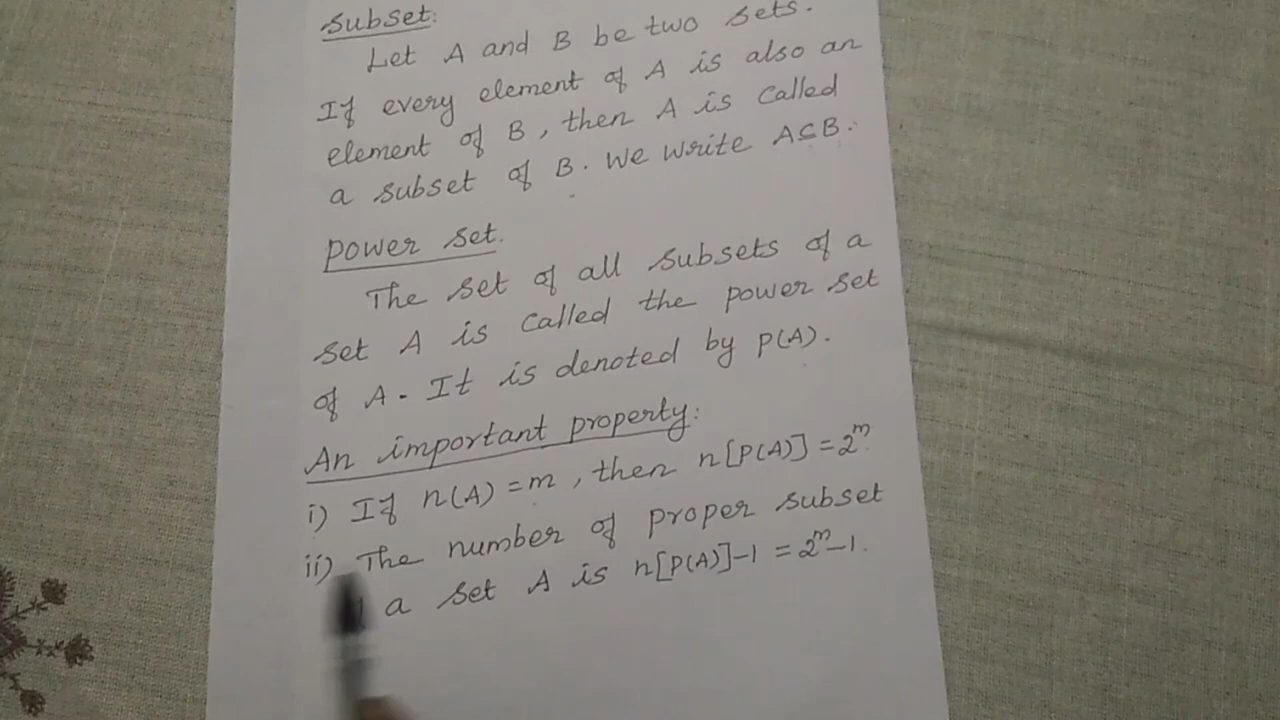 Subset:
Let A and B be two sets.
If every element of A is also an
element of B, then A is called
a subset of B. We write A⊆B.
power set.
The set of all subsets of a
set A is called the power set
of A. It is denoted by P(A).
An important property:
i) If n(A) = m, then n[P(A)] = 2^m
ii) The number of proper subset
a set A is n[P(A)]-1 = 2^m-1.